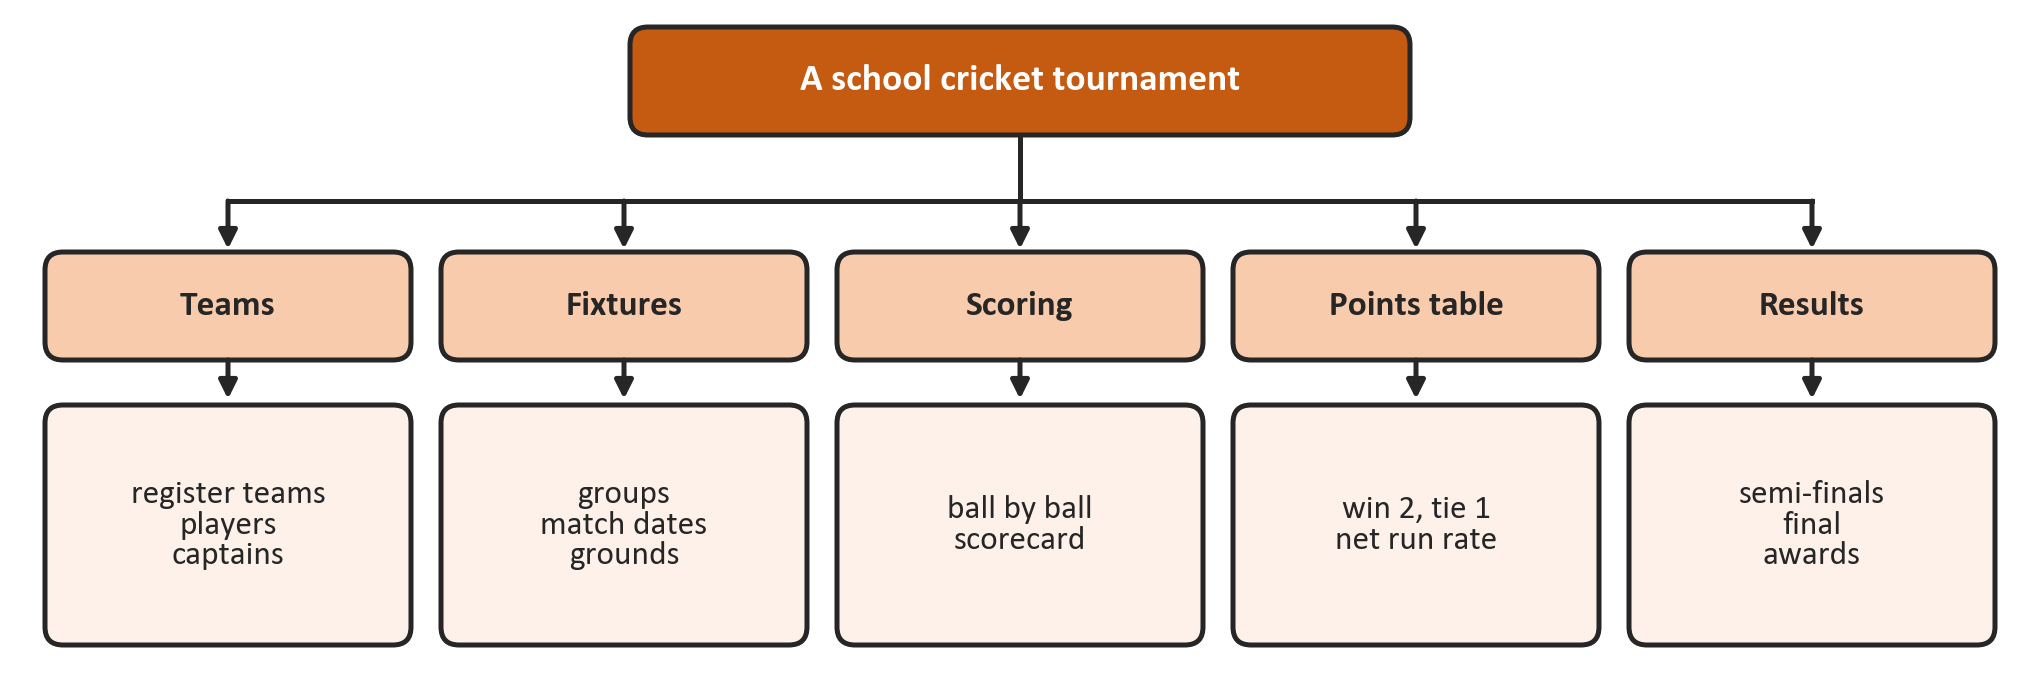 A school cricket tournament
Teams
Fixtures
Scoring
Points table
Results
register teams
players
captains
groups
match dates
grounds
ball by ball
scorecard
win 2, tie 1
net run rate
semi-finals
final
awards